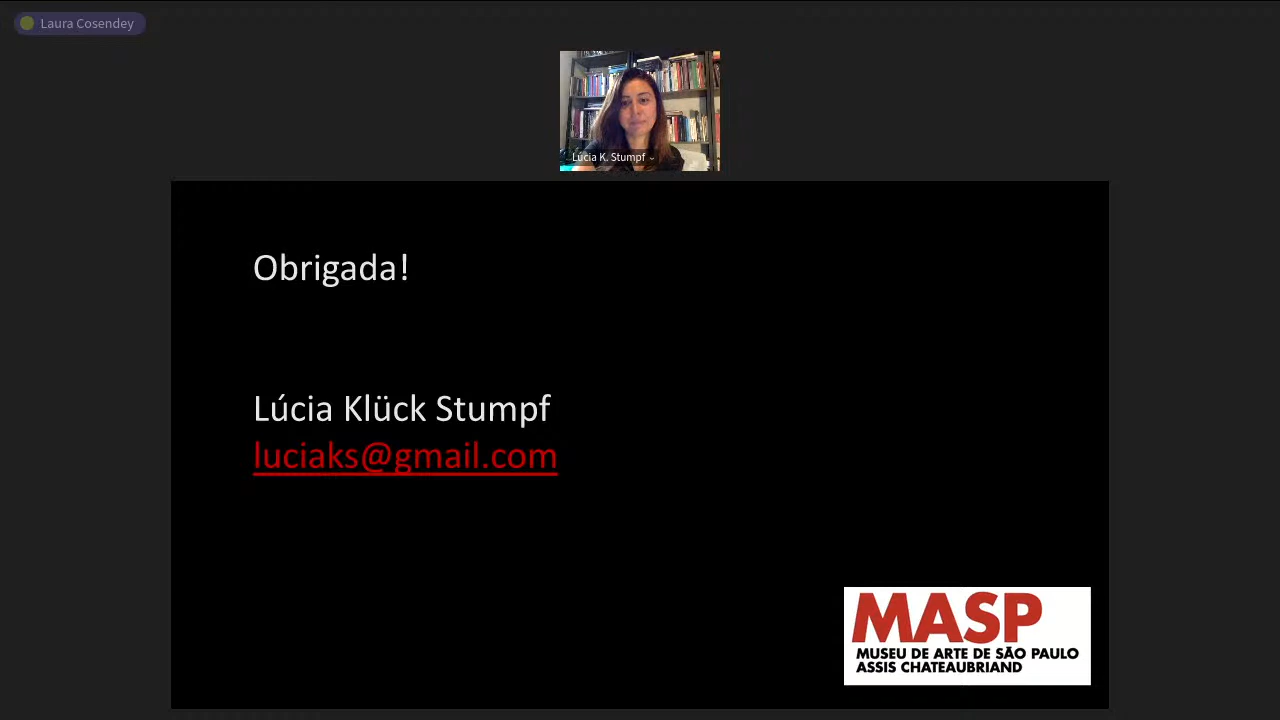 Laura Cosendey
Lúcia K. Stumpf
Obrigada!
Lúcia Klück Stumpf
luciaks@gmail.com
MASP
MUSEU DE ARTE DE SÃO PAULO
ASSIS CHATEAUBRIAND